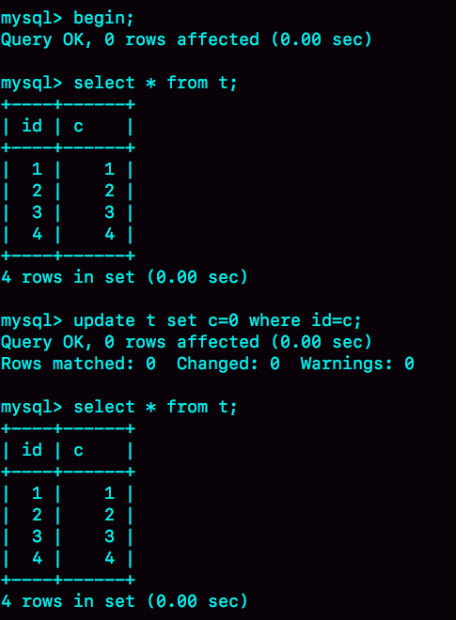 mysql> begin;
Query OK, 0 rows affected (0.00 sec)
mysql> select * from t;
+----+------+
| id | c    |
+----+------+
|  1 |    1 |
|  2 |    2 |
|  3 |    3 |
|  4 |    4 |
+----+------+
4 rows in set (0.00 sec)
mysql> update t set c=0 where id=c;
Query OK, 0 rows affected (0.00 sec)
Rows matched: 0  Changed: 0  Warnings: 0
mysql> select * from t;
+----+------+
| id | c    |
+----+------+
|  1 |    1 |
|  2 |    2 |
|  3 |    3 |
|  4 |    4 |
+----+------+
4 rows in set (0.00 sec)